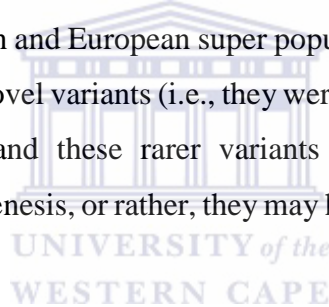 n and European super popu
ovel variants (i.e., they were
and these rarer variants
enesis, or rather, they may h
UNIVERSITY of the
WESTERN CAPE